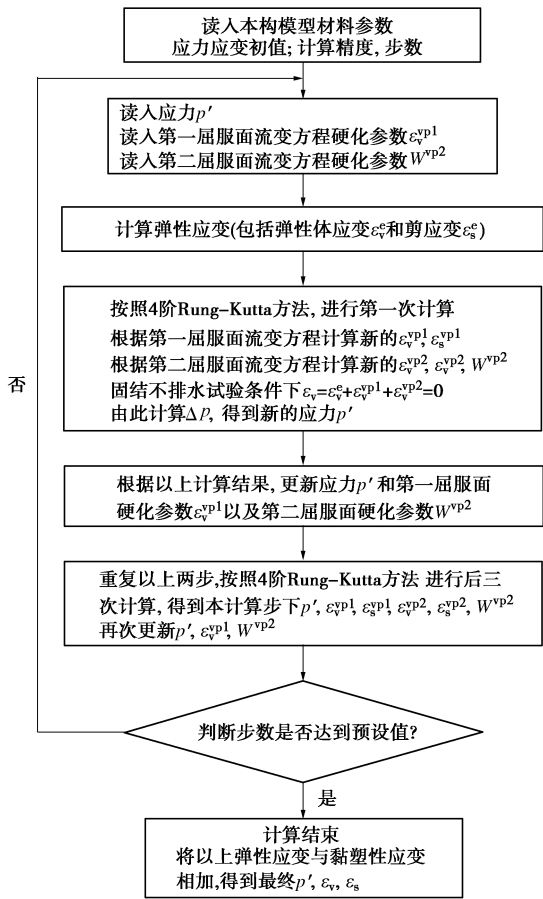 读入本构模型材料参数
应力应变初值; 计算精度, 步数
读入应力p′
读入第一屈服面流变方程硬化参数εᵥᵛᵖ¹
读入第二屈服面流变方程硬化参数Wᵛᵖ²
计算弹性应变(包括弹性体应变εᵥᵉ和剪应变εₛᵉ)
按照4阶Rung-Kutta方法, 进行第一次计算
根据第一屈服面流变方程计算新的εᵥᵛᵖ¹, εₛᵛᵖ¹
根据第二屈服面流变方程计算新的εᵥᵛᵖ², εᵥᵛᵖ², Wᵛᵖ²
固结不排水试验条件下εᵥ=εᵥᵉ+εᵥᵛᵖ¹+εᵥᵛᵖ²=0
由此计算Δp, 得到新的应力p′
否
根据以上计算结果, 更新应力p′ 和第一屈服面
硬化参数εᵥᵛᵖ¹以及第二屈服面硬化参数Wᵛᵖ²
重复以上两步,按照4阶Rung-Kutta方法 进行后三
次计算, 得到本计算步下p′, εᵥᵛᵖ¹, εₛᵛᵖ¹, εᵥᵛᵖ², εₛᵛᵖ², Wᵛᵖ²
再次更新p′, εᵥᵛᵖ¹, Wᵛᵖ²
判断步数是否达到预设值?
是
计算结束
将以上弹性应变与黏塑性应变
相加,得到最终p′, εᵥ, εₛ